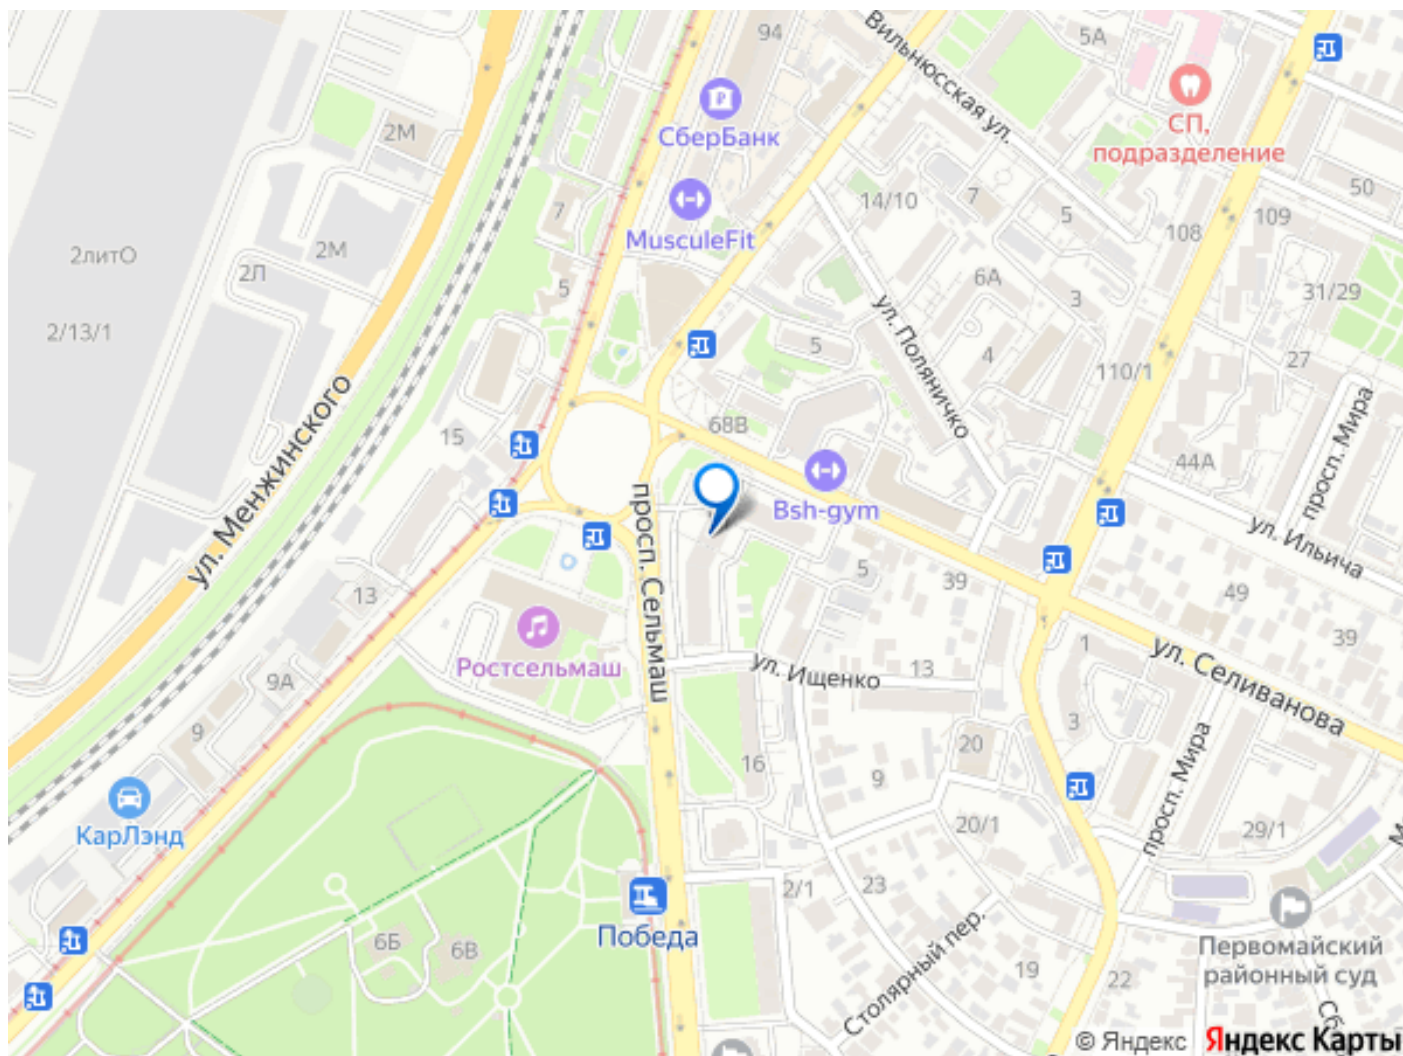 94
5А
Вильнюсская ул.
СберБанк
2М
СП,
подразделение
50
7
MusculeFit
14/10
7
5
108
109
2литО
2Л
2М
5
6А
3
31/29
2/13/1
ул. Поляничко
5
4
27
110/1
ул. Менжинского
15
68В
44А
просп. Мира
Bsh-gym
ул. Ильича
просп. Сельмаш
5
39
49
13
39
Ростсельмаш
1
ул. Селиванова
ул. Ищенко
13
9А
9
3
20
16
9
просп. Мира
КарЛэнд
20/1
29/1
2/1
23
Победа
6Б
6В
Столярный пер.
19
22
Первомайский
районный суд
Сб
© Яндекс
Яндекс Карты